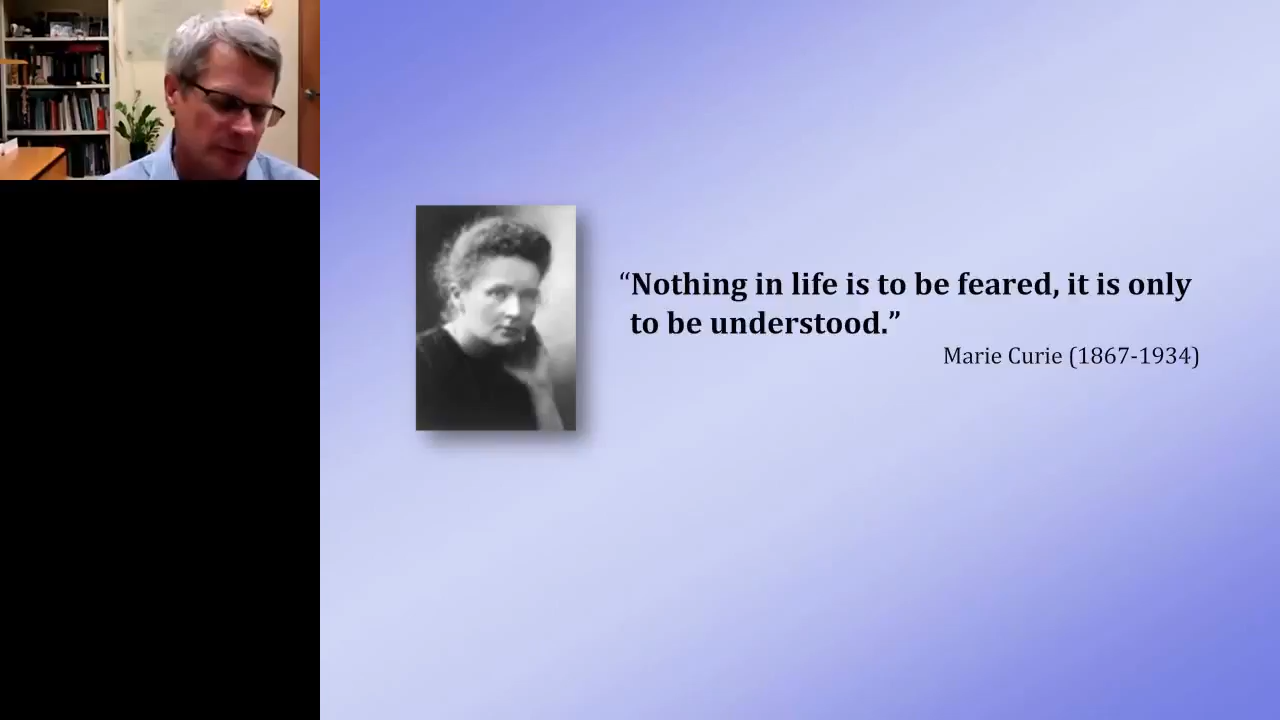 “Nothing in life is to be feared, it is only
to be understood.”
Marie Curie (1867-1934)